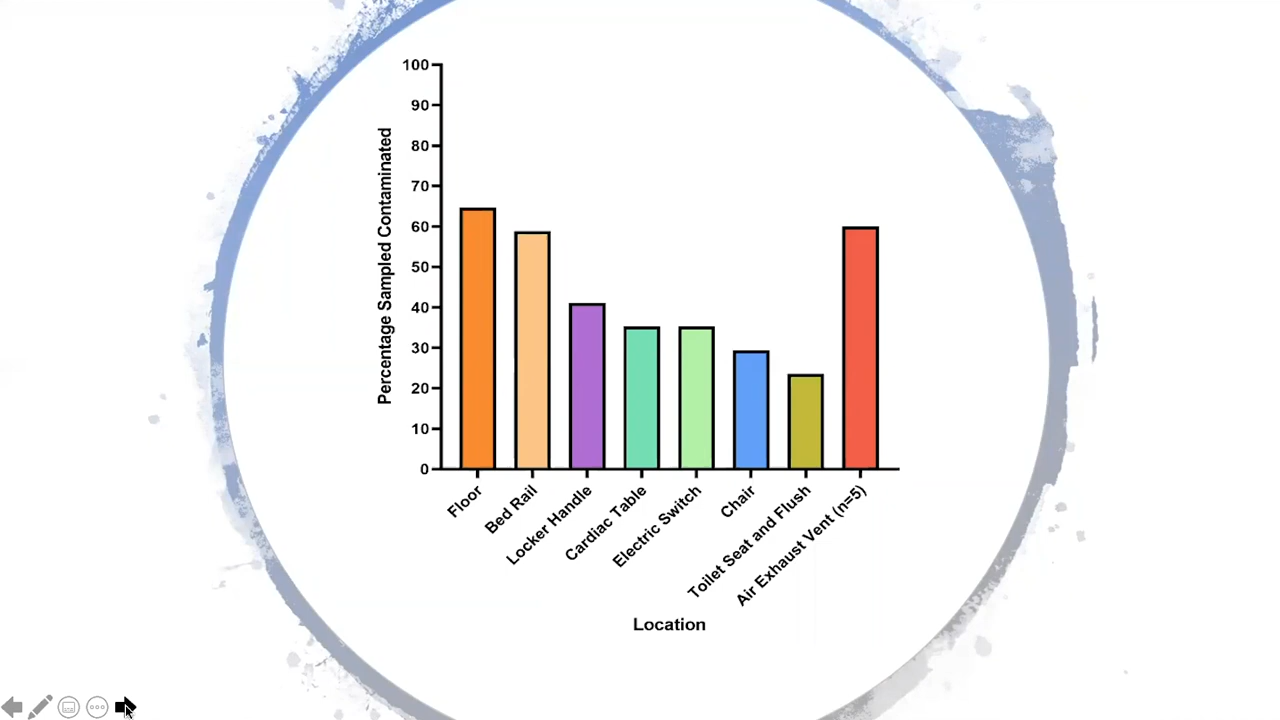 100
90
80
70
60
50
40
30
20
10
0
Percentage Sampled Contaminated
Floor
Bed Rail
Locker Handle
Cardiac Table
Electric Switch
Chair
Toilet Seat and Flush
Air Exhaust Vent (n=5)
Location